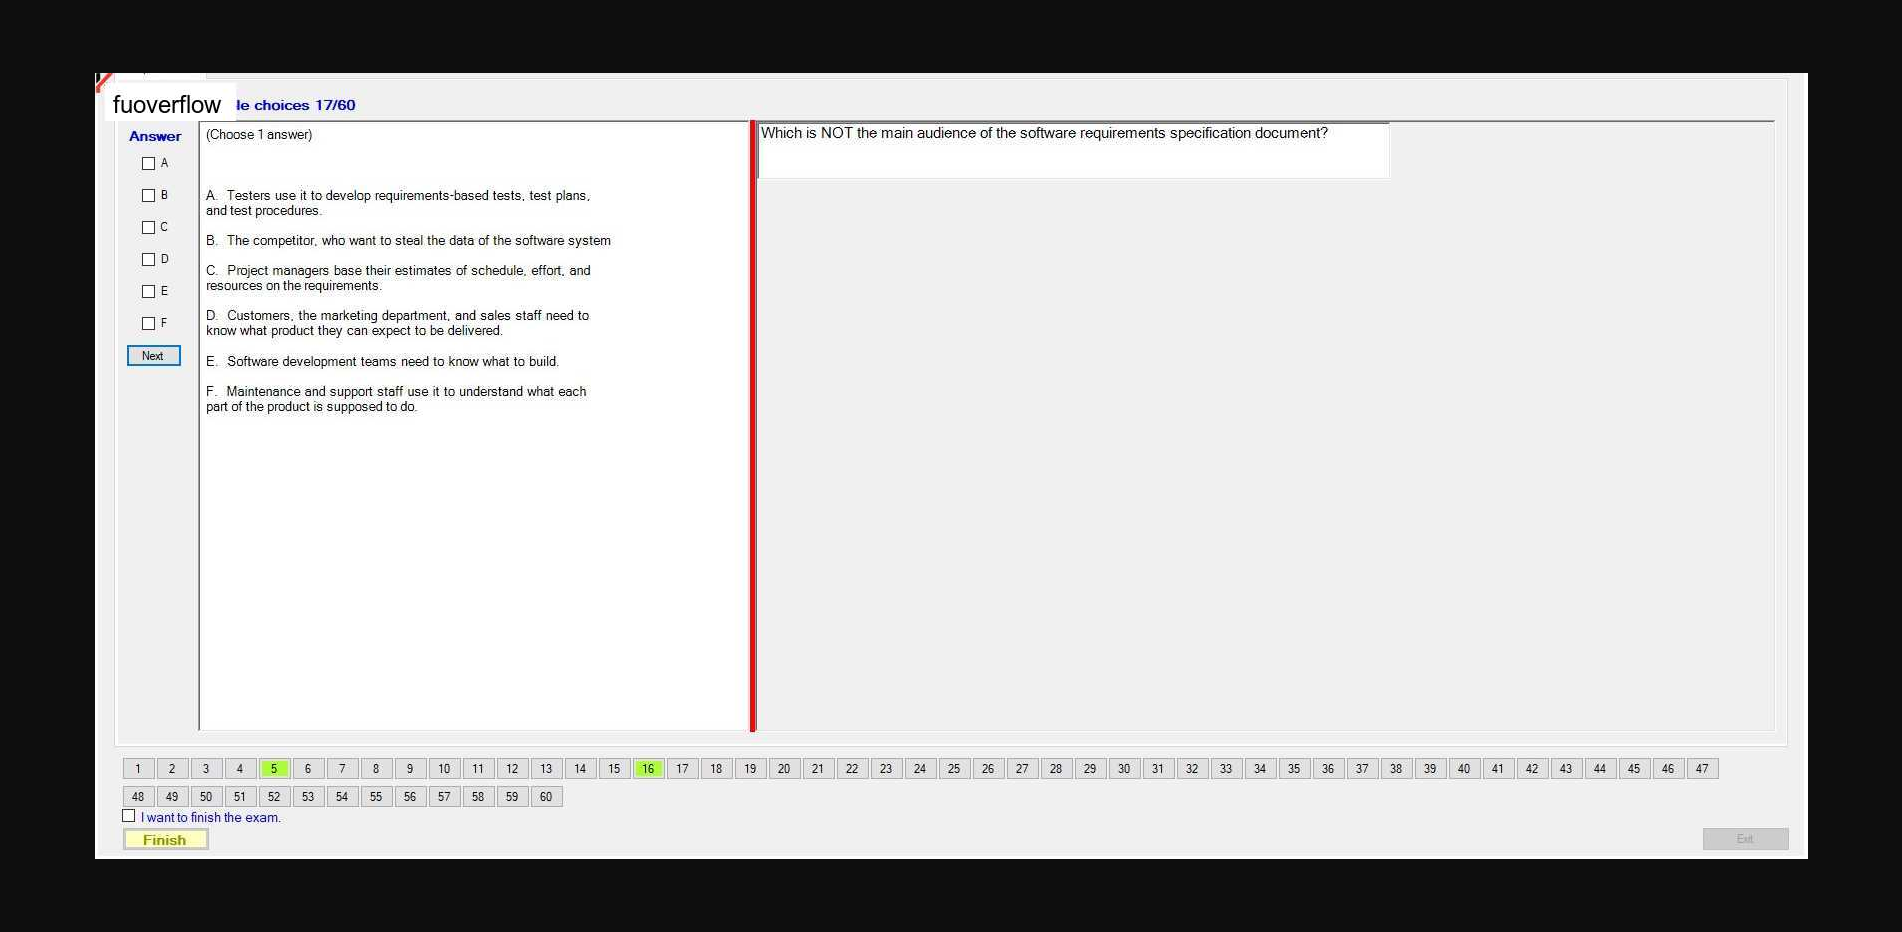 fuoverflow
le choices 17/60
Answer
A
B
C
D
E
F
Next
(Choose 1 answer)
A. Testers use it to develop requirements-based tests, test plans,
and test procedures.
B. The competitor, who want to steal the data of the software system
C. Project managers base their estimates of schedule, effort, and
resources on the requirements.
D. Customers, the marketing department, and sales staff need to
know what product they can expect to be delivered.
E. Software development teams need to know what to build.
F. Maintenance and support staff use it to understand what each
part of the product is supposed to do.
Which is NOT the main audience of the software requirements specification document?
1 2 3 4 5 6 7 8 9 10 11 12 13 14 15 16 17 18 19 20 21 22 23 24 25 26 27 28 29 30 31 32 33 34 35 36 37 38 39 40 41 42 43 44 45 46 47
48 49 50 51 52 53 54 55 56 57 58 59 60
I want to finish the exam.
Finish
Exit